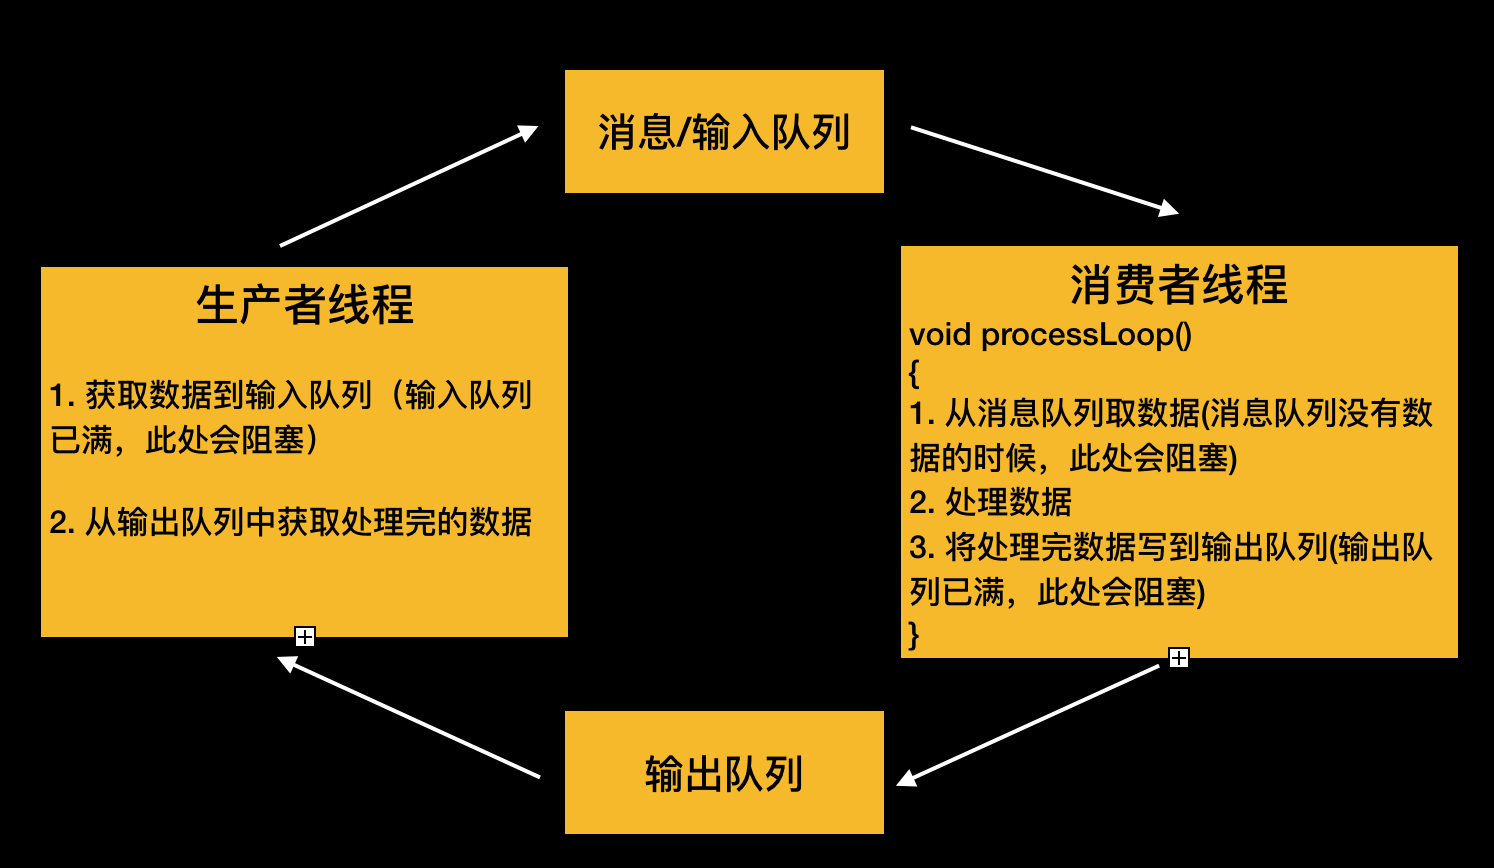 消息/输入队列
生产者线程
1. 获取数据到输入队列（输入队列
已满，此处会阻塞）
2. 从输出队列中获取处理完的数据
消费者线程
void processLoop()
{
1. 从消息队列取数据(消息队列没有数
据的时候，此处会阻塞)
2. 处理数据
3. 将处理完数据写到输出队列(输出队
列已满，此处会阻塞)
}
输出队列